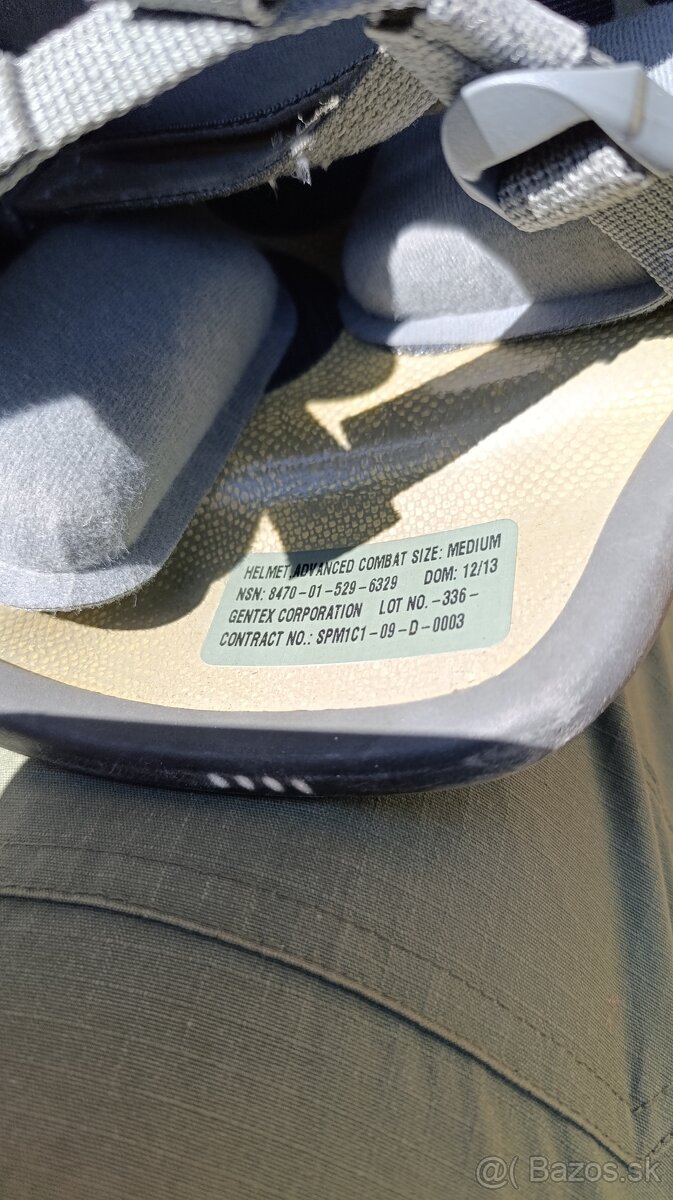 HELMET, ADVANCED COMBAT SIZE: MEDIUM
NSN: 8470-01-529-6329 DOM: 12/13
GENTEX CORPORATION LOT NO. -336-
CONTRACT NO.: SPM1C1-09-D-0003
@( Bazos.sk